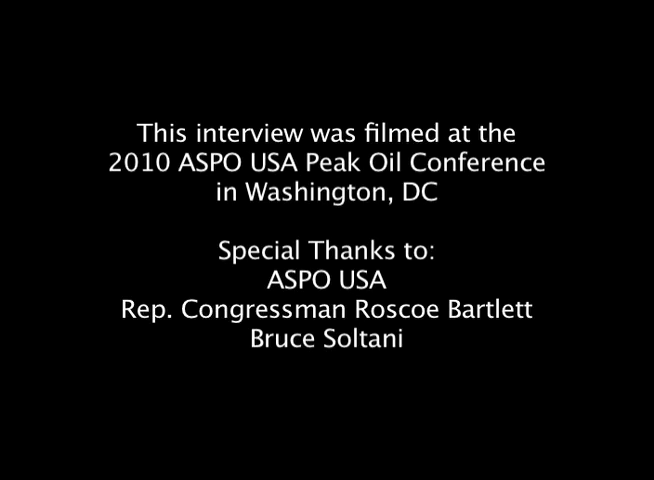 This interview was filmed at the
2010 ASPO USA Peak Oil Conference
in Washington, DC
Special Thanks to:
ASPO USA
Rep. Congressman Roscoe Bartlett
Bruce Soltani